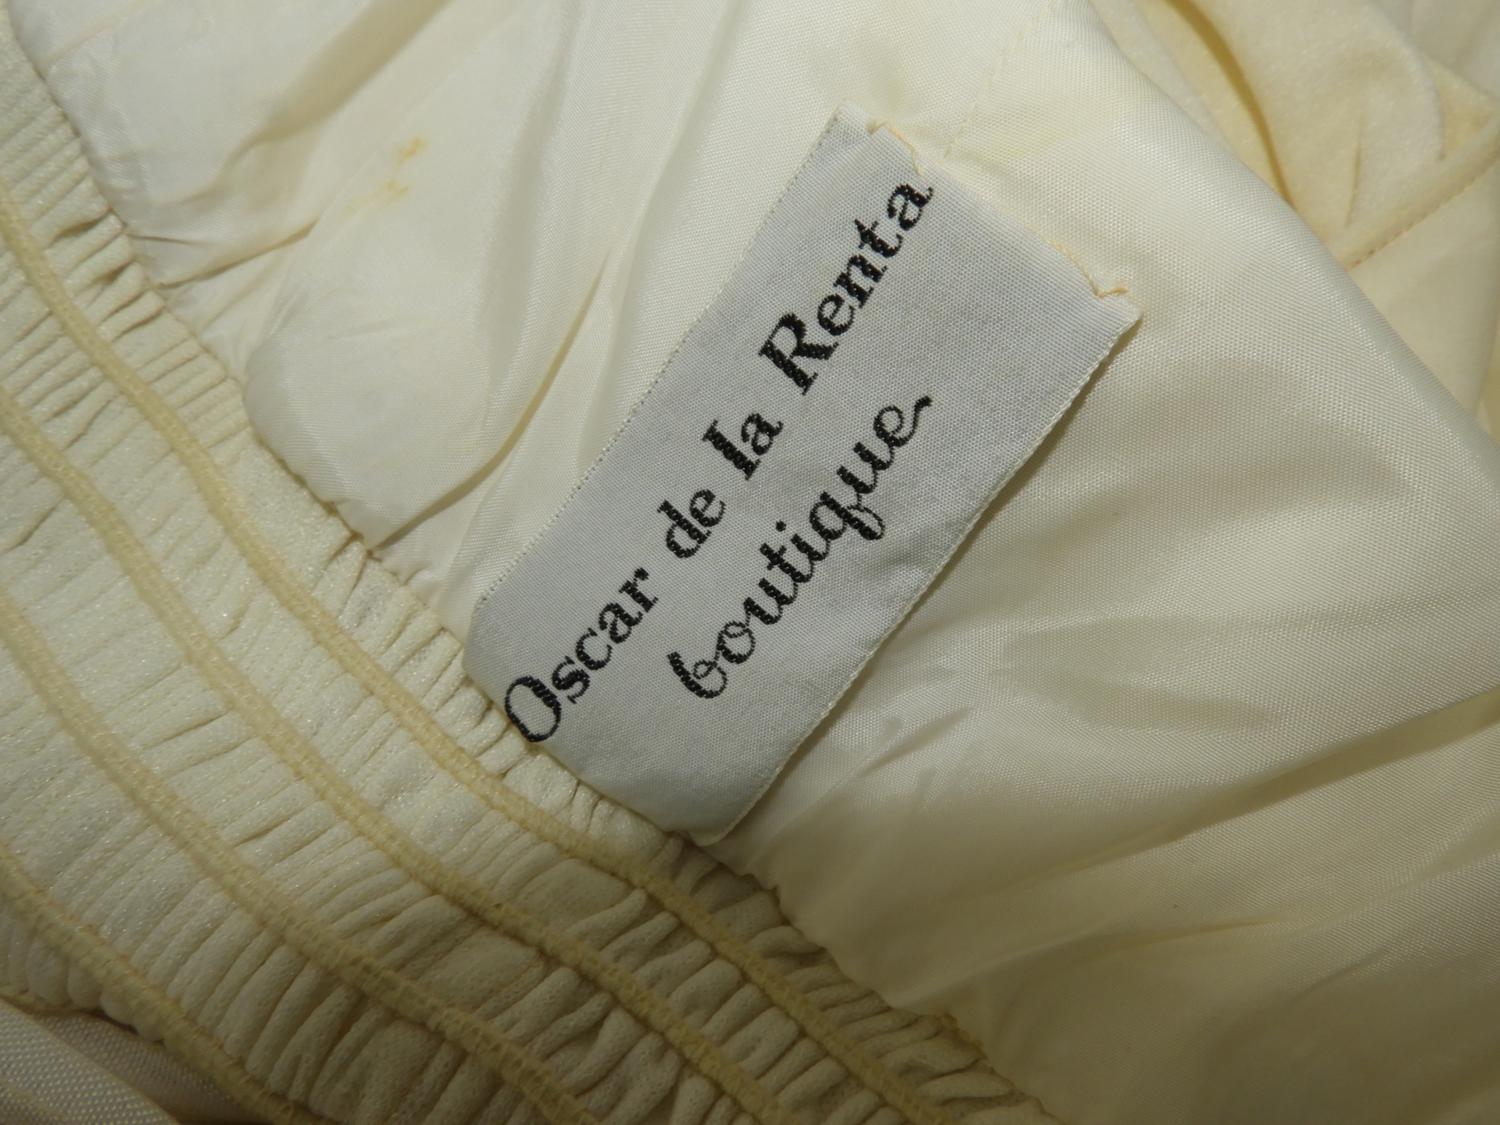 Oscar de la Renta
boutique